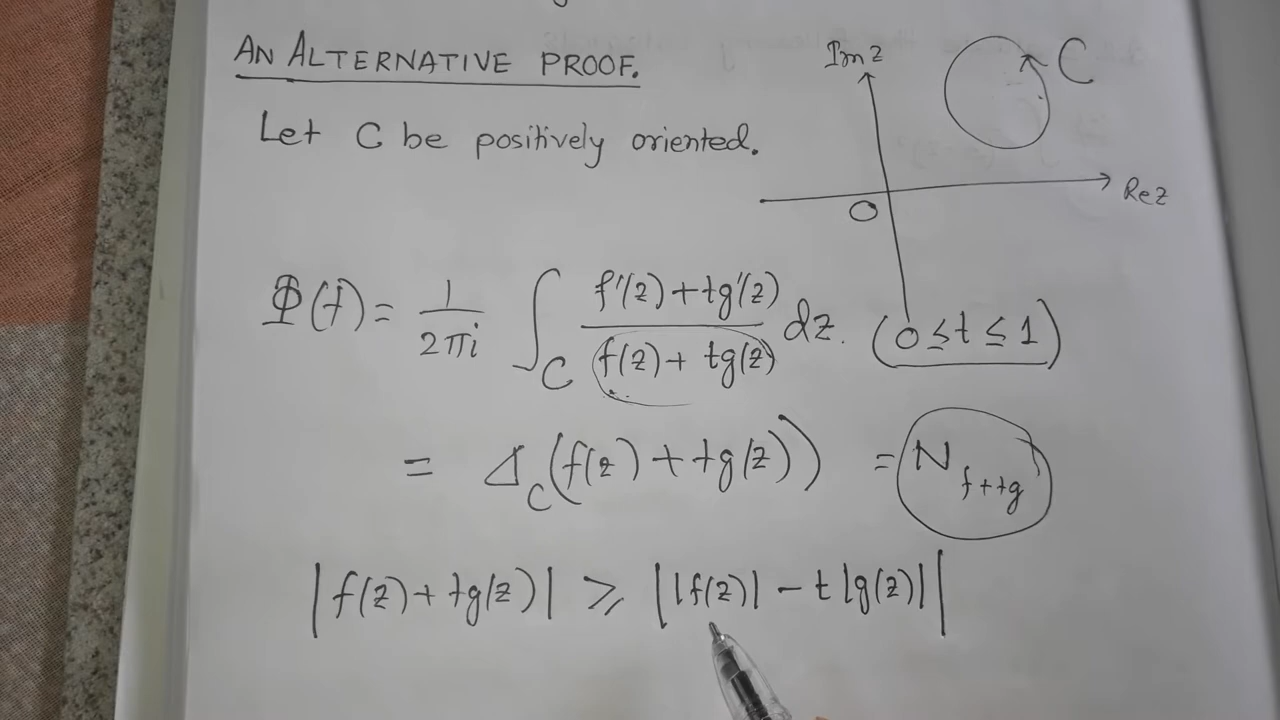 AN ALTERNATIVE PROOF.
Im z
C
Let C be positively oriented.
Re z
O
Φ(t) = 1/2πi ∫_C (f'(z)+tg'(z))/(f(z)+tg(z)) dz. (0≤t≤1)
= Δ_C(f(z)+tg(z)) = N_{f+tg}
|f(z)+tg(z)| ≥ ||f(z)| - t|g(z)||